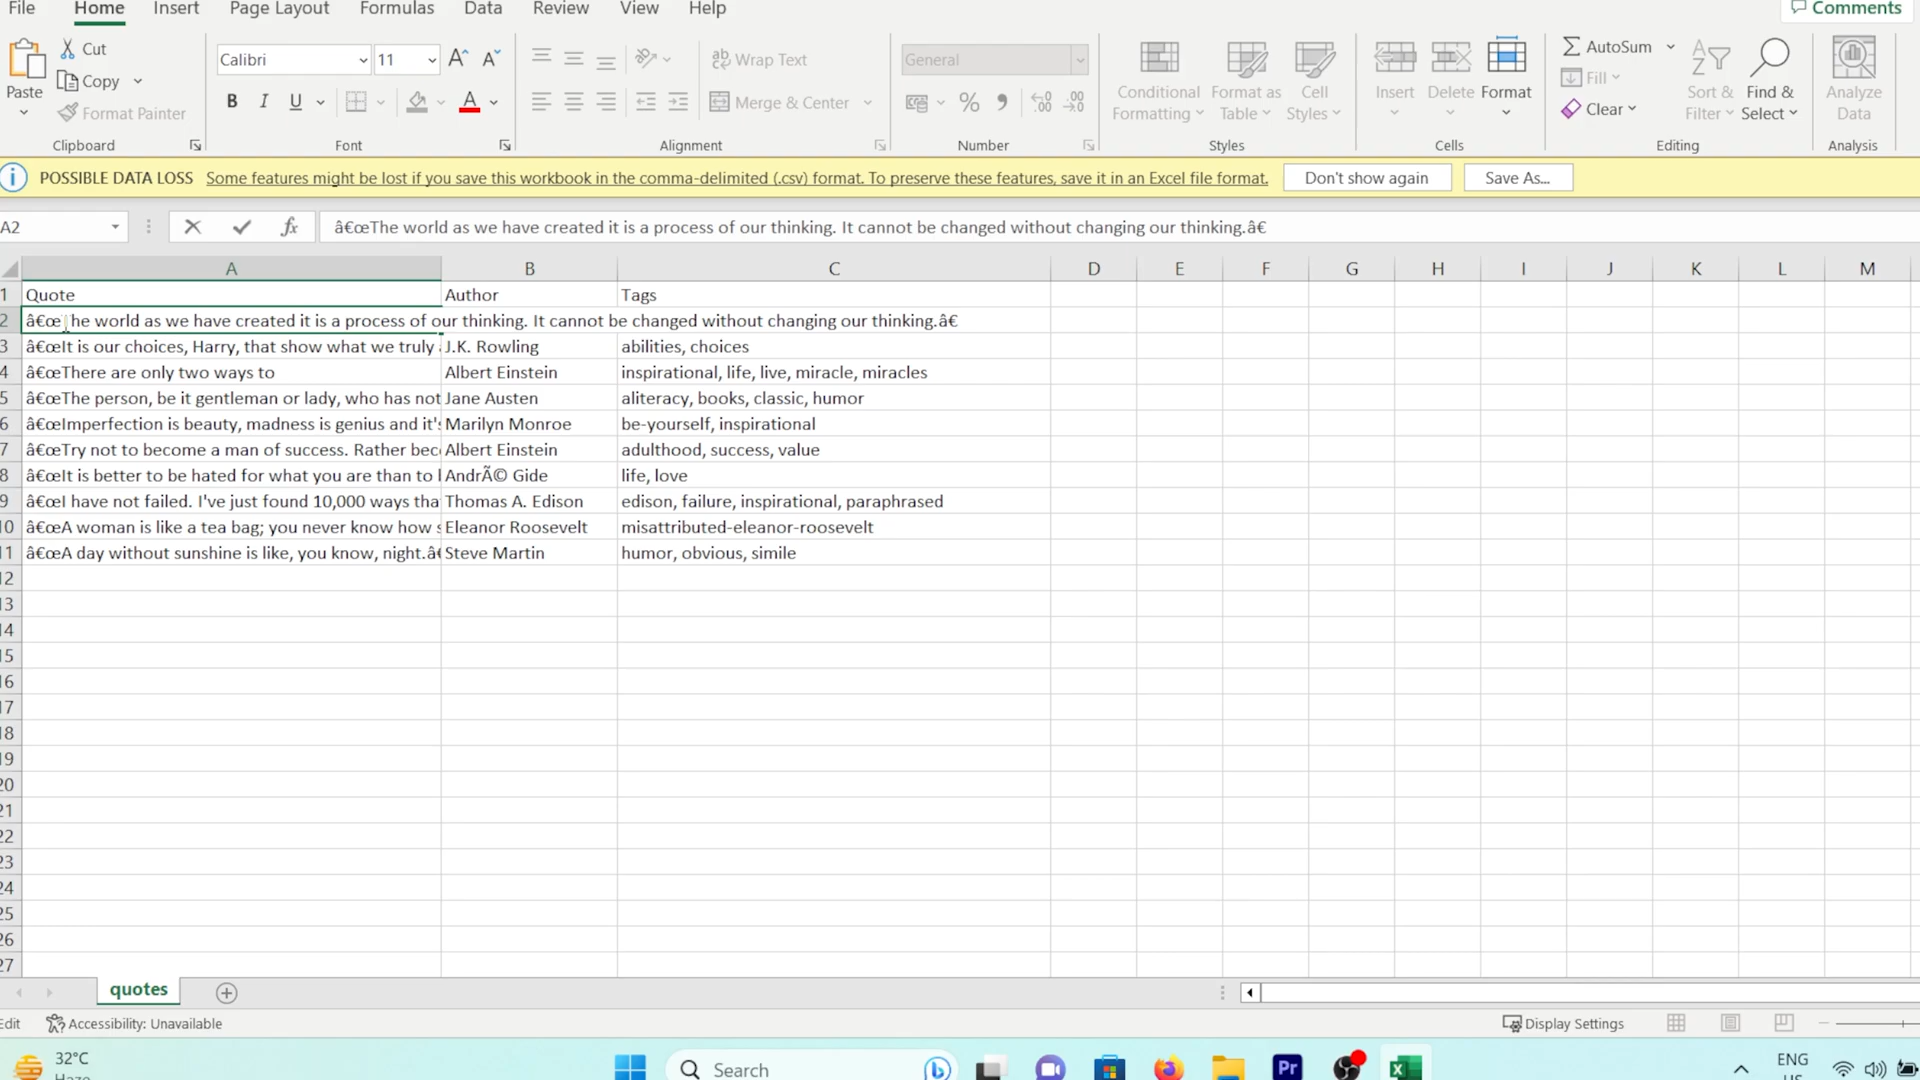 File Home Insert Page Layout Formulas Data Review View Help Comments
Cut
Copy
Format Painter
Paste
Calibri 11
B I U A
Wrap Text
Merge & Center
General
Conditional Formatting
Format as Table
Cell Styles
Insert Delete Format
AutoSum
Fill
Clear
Sort & Filter
Find & Select
Analyze Data
Clipboard Font Alignment Number Styles Cells Editing Analysis
POSSIBLE DATA LOSS Some features might be lost if you save this workbook in the comma-delimited (.csv) format. To preserve these features, save it in an Excel file format. Don't show again Save As...
A2 fx â€œThe world as we have created it is a process of our thinking. It cannot be changed without changing our thinking.â€
A B C D E F G H I J K L M
1 Quote Author Tags
2 â€œThe world as we have created it is a process of our thinking. It cannot be changed without changing our thinking.â€
3 â€œIt is our choices, Harry, that show what we truly J.K. Rowling abilities, choices
4 â€œThere are only two ways to Albert Einstein inspirational, life, live, miracle, miracles
5 â€œThe person, be it gentleman or lady, who has not Jane Austen aliteracy, books, classic, humor
6 â€œImperfection is beauty, madness is genius and it's Marilyn Monroe be-yourself, inspirational
7 â€œTry not to become a man of success. Rather bec Albert Einstein adulthood, success, value
8 â€œIt is better to be hated for what you are than to AndrÃ© Gide life, love
9 â€œI have not failed. I've just found 10,000 ways tha Thomas A. Edison edison, failure, inspirational, paraphrased
10 â€œA woman is like a tea bag; you never know how s Eleanor Roosevelt misattributed-eleanor-roosevelt
11 â€œA day without sunshine is like, you know, night.â€ Steve Martin humor, obvious, simile
12
13
14
15
16
17
18
19
20
21
22
23
24
25
26
27
quotes
Edit Accessibility: Unavailable Display Settings
32°C
Haze
Search
Pr
ENG
US